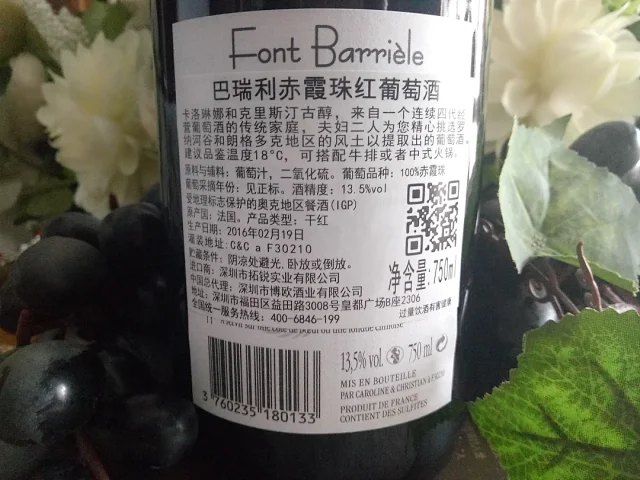 Font Barrièle
巴瑞利赤霞珠红葡萄酒
卡洛琳娜和克里斯汀古醇，来自一个连续四代经
营葡萄酒的传统家庭，夫妇二人为您精心挑选罗
纳河谷和朗格多克地区的风土以提取出的葡萄酒。
建议品鉴温度18°C，可搭配牛排或者中式火锅。
原料与辅料：葡萄汁，二氧化硫。葡萄品种：100%赤霞珠
葡萄采摘年份：见正标。酒精度：13.5%vol
受地理标志保护的奥克地区餐酒(IGP)
原产国：法国。产品类型：干红
生产日期：2016年02月19日
灌装地址:C&C a F30210
贮藏条件：阴凉处避光，卧放或倒放。
进口商：深圳市拓锐实业有限公司
中国总代理：深圳市博欧酒业有限公司
地址：深圳市福田区益田路3008号皇都广场B座2306
全国统一服务热线：400-6846-199
净含量:750ml
过量饮酒有害健康
13,5% vol. 750 ml e
MIS EN BOUTEILLE
PAR CAROLINE & CHRISTIAN
PRODUIT DE FRANCE
CONTIENT DES SULFITES
3 760235 180133